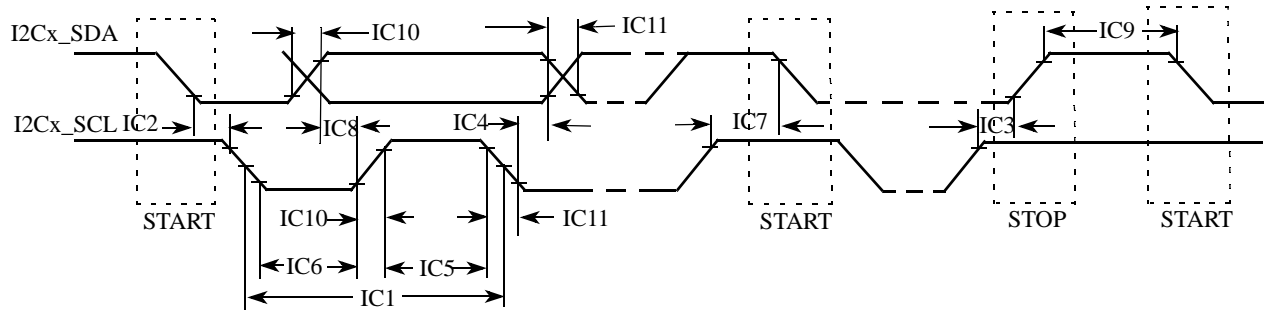 I2Cx_SDA
IC10
IC11
IC9
I2Cx_SCL
IC2
IC8
IC4
IC7
IC3
START
IC10
IC11
START
STOP
START
IC6
IC5
IC1